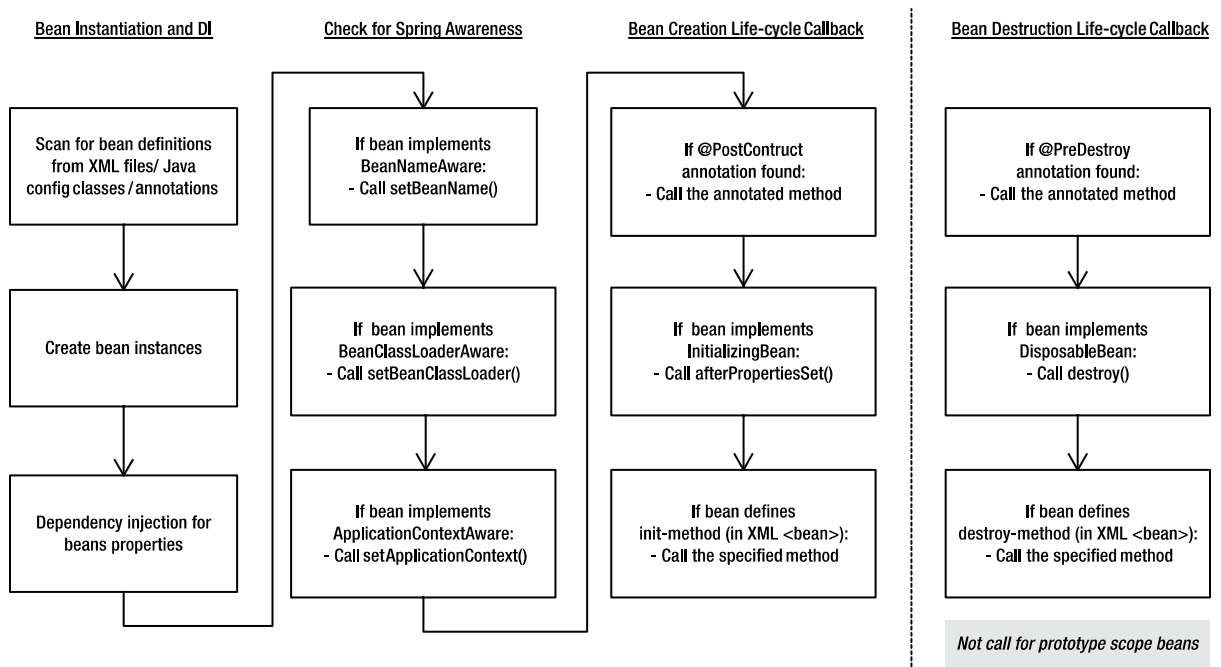 Bean Instantiation and DI
Scan for bean definitions
from XML files/ Java
config classes / annotations
Create bean instances
Dependency injection for
beans properties
Check for Spring Awareness
If bean implements
BeanNameAware:
- Call setBeanName()
If bean implements
BeanClassLoaderAware:
- Call setBeanClassLoader()
If bean implements
ApplicationContextAware:
- Call setApplicationContext()
Bean Creation Life-cycle Callback
If @PostContruct
annotation found:
- Call the annotated method
If bean implements
InitializingBean:
- Call afterPropertiesSet()
If bean defines
init-method (in XML <bean>):
- Call the specified method
Bean Destruction Life-cycle Callback
If @PreDestroy
annotation found:
- Call the annotated method
If bean implements
DisposableBean:
- Call destroy()
If bean defines
destroy-method (in XML <bean>):
- Call the specified method
Not call for prototype scope beans